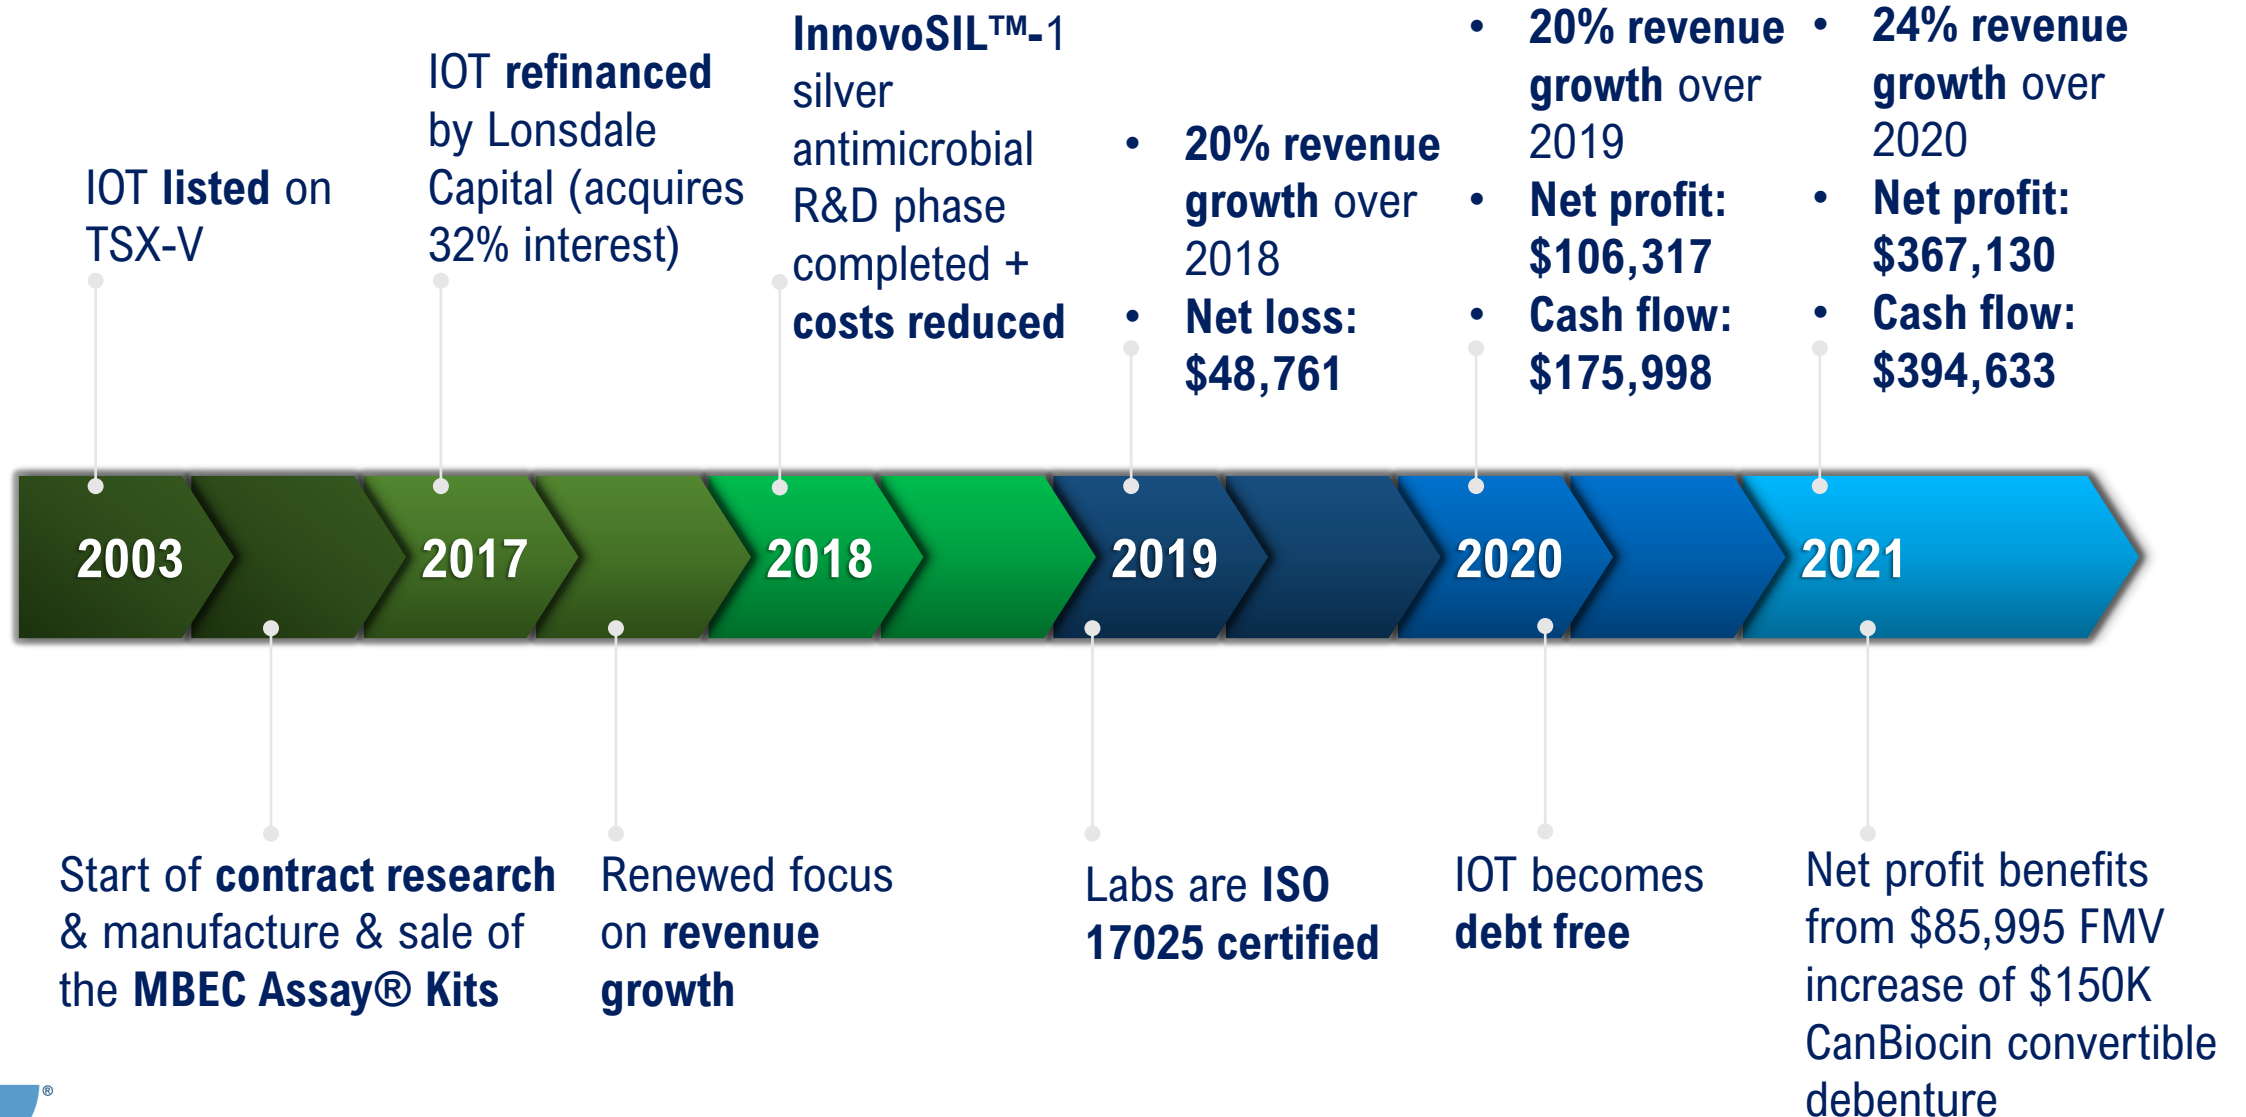 IOT listed on
TSX-V
IOT refinanced
by Lonsdale
Capital (acquires
32% interest)
InnovoSIL™-1
silver
antimicrobial
R&D phase
completed +
costs reduced
• 20% revenue
growth over
2018
• Net loss:
$48,761
• 20% revenue
growth over
2019
• Net profit:
$106,317
• Cash flow:
$175,998
• 24% revenue
growth over
2020
• Net profit:
$367,130
• Cash flow:
$394,633
2003
2017
2018
2019
2020
2021
Start of contract research
& manufacture & sale of
the MBEC Assay® Kits
Renewed focus
on revenue
growth
Labs are ISO
17025 certified
IOT becomes
debt free
Net profit benefits
from $85,995 FMV
increase of $150K
CanBiocin convertible
debenture
®